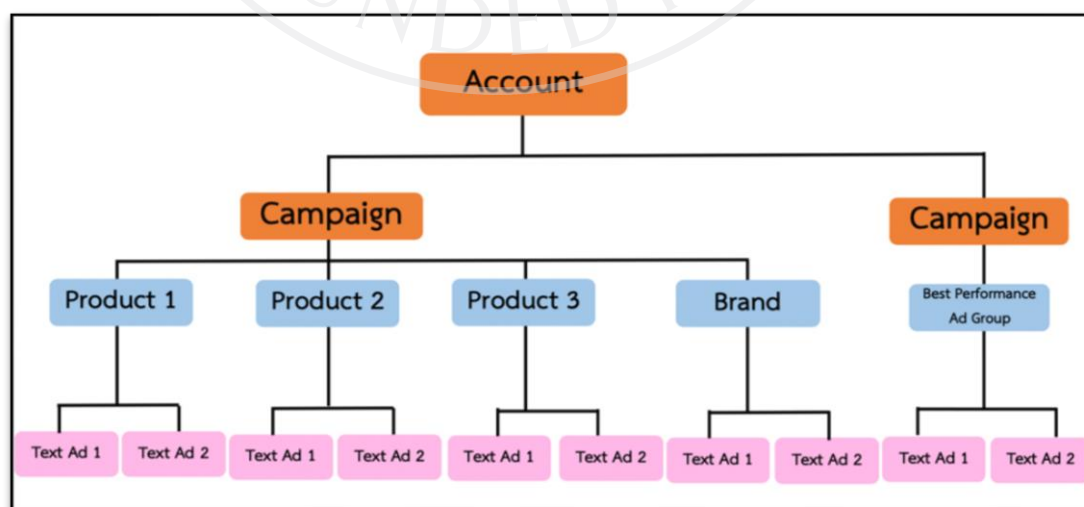 Account
Campaign
Campaign
Product 1
Product 2
Product 3
Brand
Best Performance
Ad Group
Text Ad 1
Text Ad 2
Text Ad 1
Text Ad 2
Text Ad 1
Text Ad 2
Text Ad 1
Text Ad 2
Text Ad 1
Text Ad 2